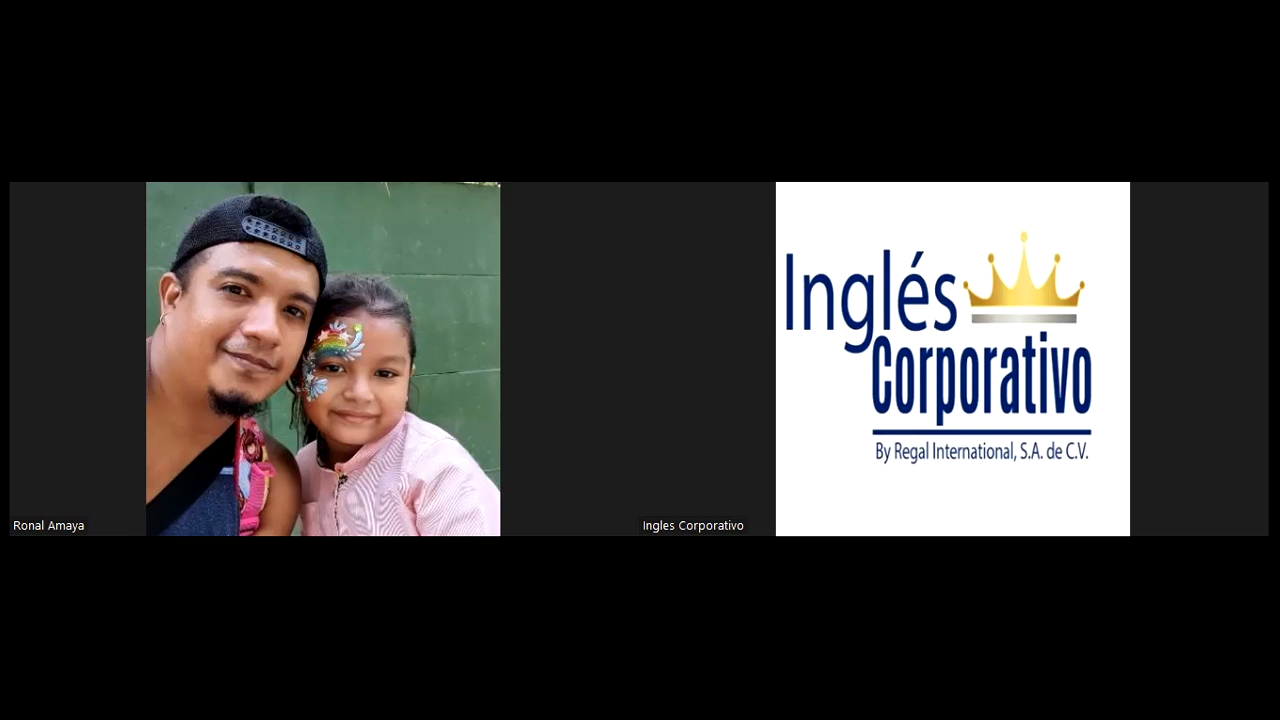 Inglés
Corporativo
By Regal International, S.A. de C.V.
Ronal Amaya
Ingles Corporativo